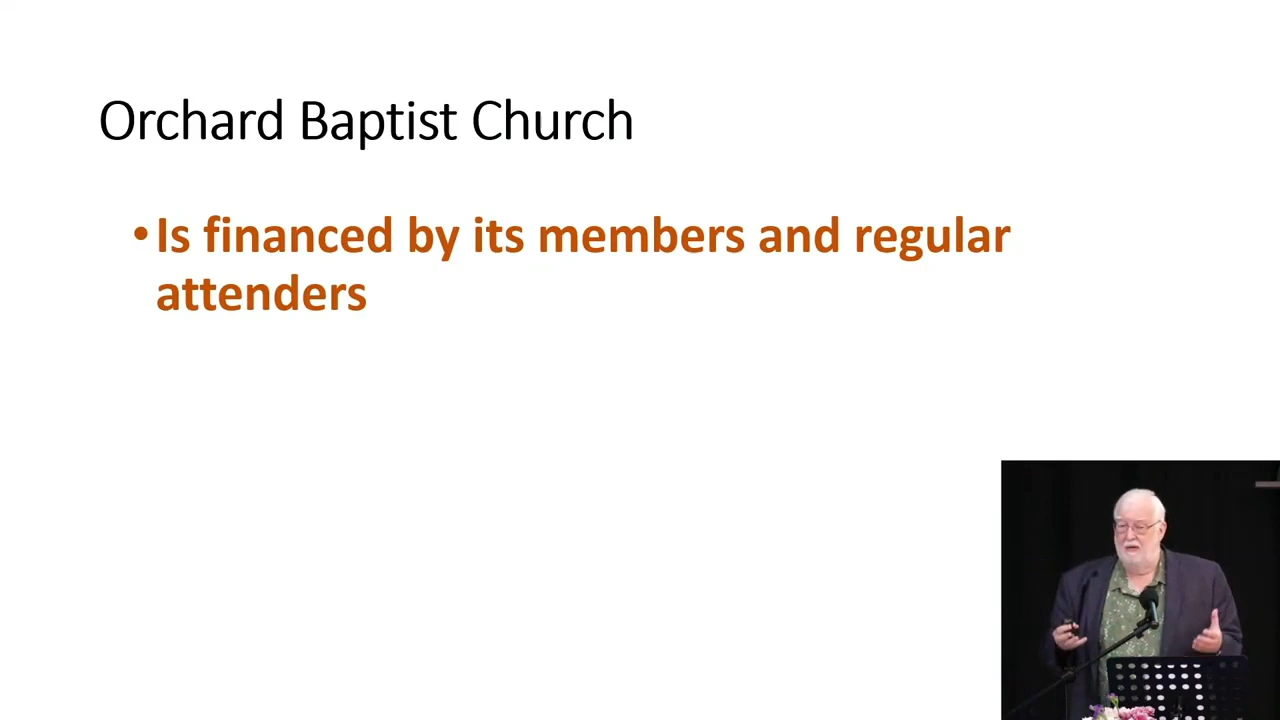 Orchard Baptist Church
•Is financed by its members and regular
attenders